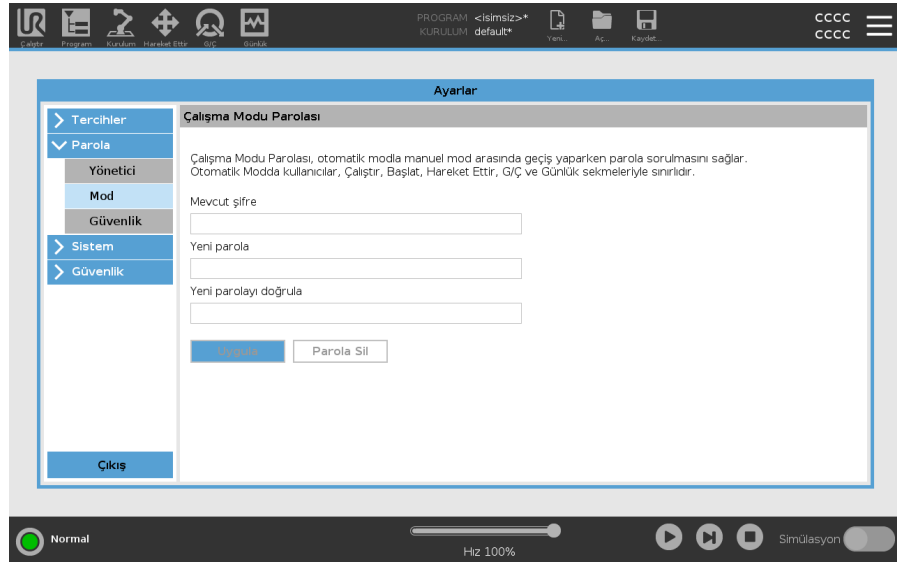 PROGRAM <isimsiz>*
KURULUM default*
cccc
cccc
Çalıştır
Program
Kurulum
Hareket Ettir
G/Ç
Günlük
Yeni...
Aç...
Kaydet...
Ayarlar
Tercihler
Parola
Yönetici
Mod
Güvenlik
Sistem
Güvenlik
Çıkış
Çalışma Modu Parolası
Çalışma Modu Parolası, otomatik modla manuel mod arasında geçiş yaparken parola sorulmasını sağlar.
Otomatik Modda kullanıcılar, Çalıştır, Başlat, Hareket Ettir, G/Ç ve Günlük sekmeleriyle sınırlıdır.
Mevcut şifre
Yeni parola
Yeni parolayı doğrula
Uygula
Parola Sil
Normal
Hız 100%
Simülasyon